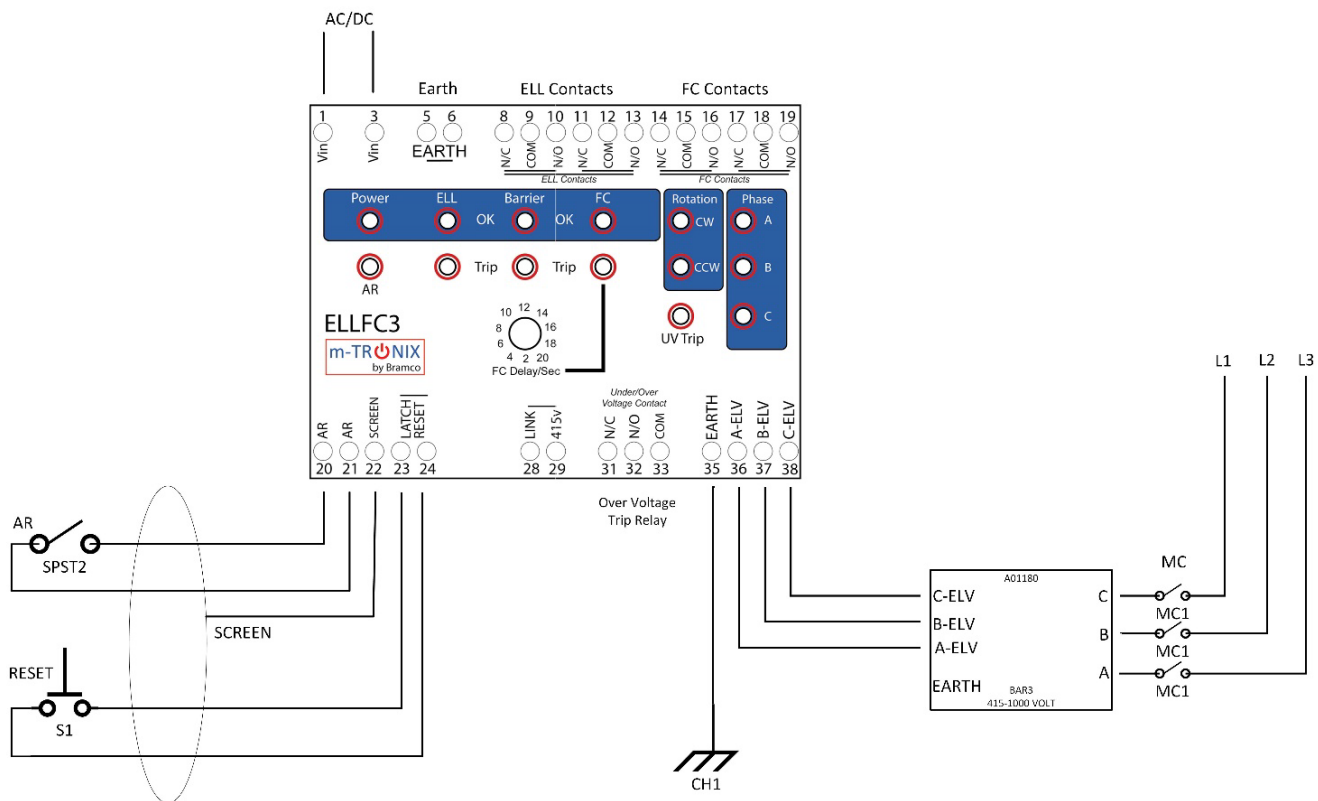 AC/DC
Earth ELL Contacts FC Contacts
1 3 5 6 8 9 10 11 12 13 14 15 16 17 18 19
Vin Vin EARTH N/C COM N/O N/C COM N/O N/C COM N/O N/C COM N/O
ELL Contacts FC Contacts
Power ELL Barrier FC Rotation Phase
OK OK CW A
Trip Trip CCW B
AR
C
UV Trip
ELLFC3
m-TRONIX
by Bramco
10 12 14
8 16
6 18
4 2 20
FC Delay/Sec
Under/Over
Voltage Contact
AR AR SCREEN LATCH RESET LINK 415v N/C N/O COM EARTH A-ELV B-ELV C-ELV
20 21 22 23 24 28 29 31 32 33 35 36 37 38
Over Voltage
Trip Relay
L1 L2 L3
AR
SPST2
SCREEN
RESET
S1
CH1
A01180
C-ELV C
B-ELV B
A-ELV A
EARTH
BAR3
415-1000 VOLT
MC
MC1
MC1
MC1